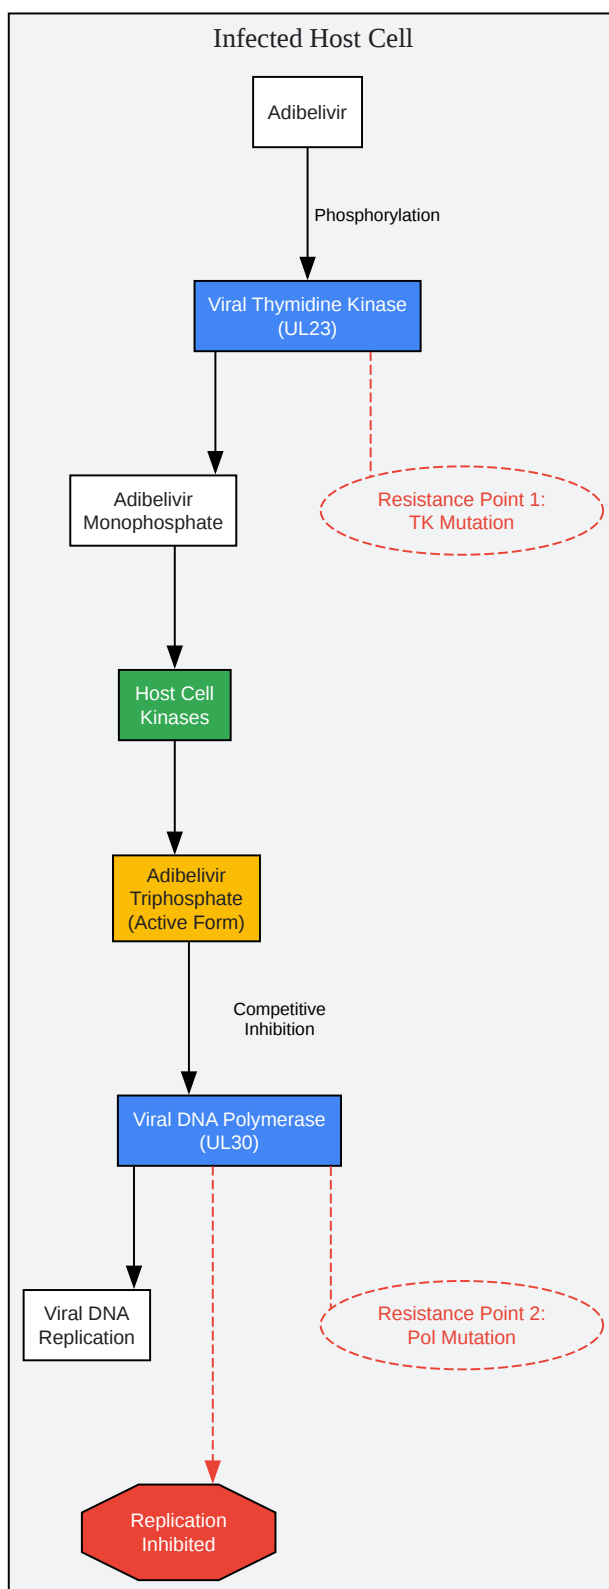 Infected Host Cell
Adibelivir
Phosphorylation
Viral Thymidine Kinase
(UL23)
Adibelivir
Monophosphate
Resistance Point 1:
TK Mutation
Host Cell
Kinases
Adibelivir
Triphosphate
(Active Form)
Competitive
Inhibition
Viral DNA Polymerase
(UL30)
Viral DNA
Replication
Resistance Point 2:
Pol Mutation
Replication
Inhibited